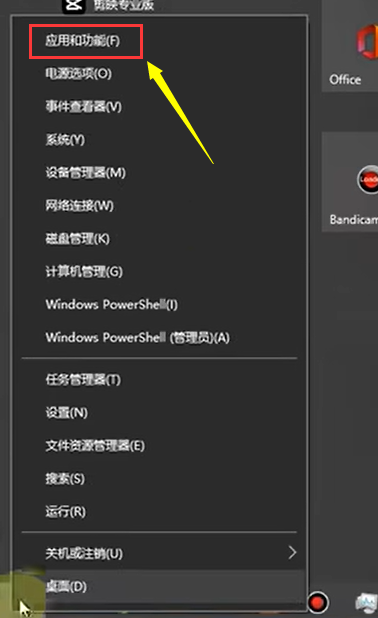 剪映专业版
应用和功能(F)
电源选项(O)
Office
事件查看器(V)
系统(Y)
设备管理器(M)
网络连接(W)
Bandicam
磁盘管理(K)
计算机管理(G)
Windows PowerShell(I)
Windows PowerShell (管理员)(A)
任务管理器(T)
设置(N)
文件资源管理器(E)
搜索(S)
运行(R)
关机或注销(U)
桌面(D)